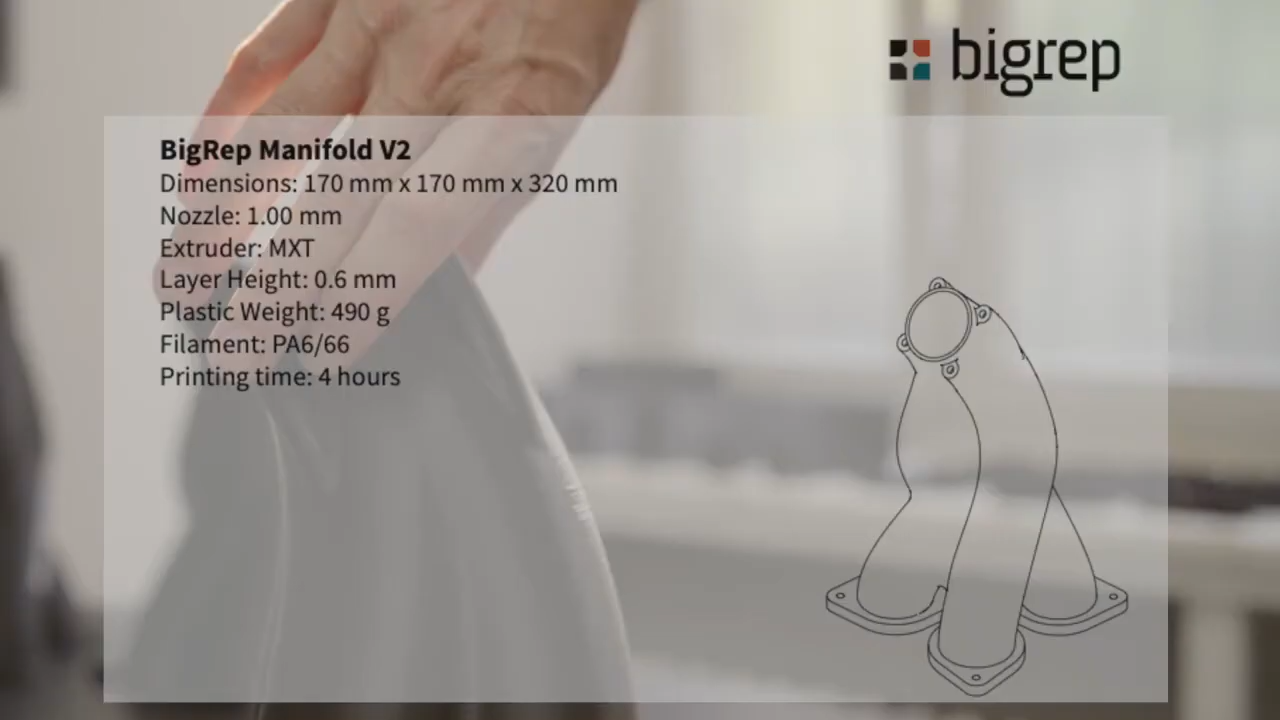 bigrep
BigRep Manifold V2
Dimensions: 170 mm x 170 mm x 320 mm
Nozzle: 1.00 mm
Extruder: MXT
Layer Height: 0.6 mm
Plastic Weight: 490 g
Filament: PA6/66
Printing time: 4 hours